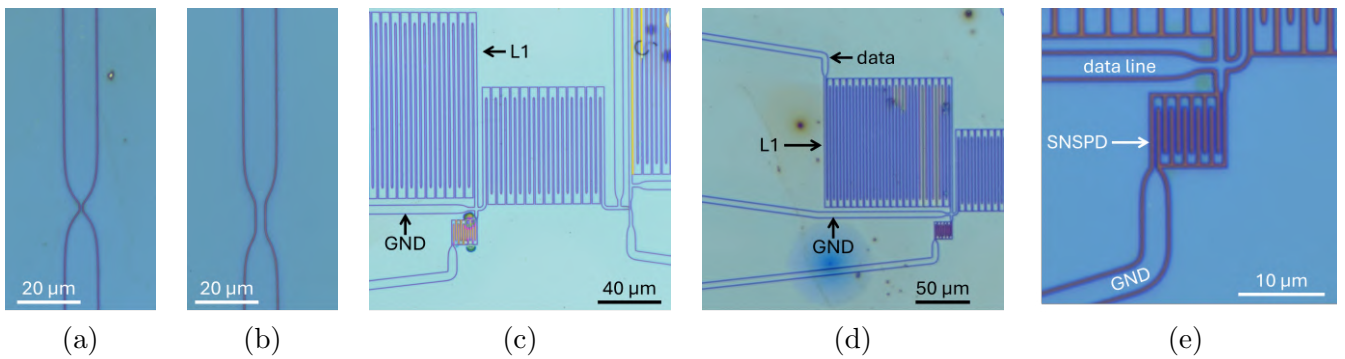 20 μm
20 μm
L1
GND
40 μm
data
L1
GND
50 μm
data line
SNSPD
GND
10 μm
(a)
(b)
(c)
(d)
(e)